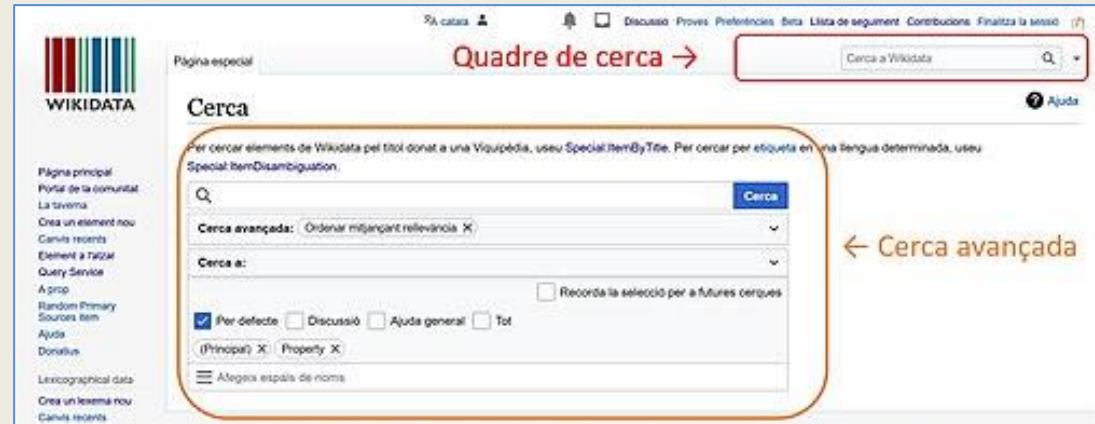 文A català
Discussió Proves Preferències Beta Llista de seguiment Contribucions Finalitza la sessió
Quadre de cerca →
Cerca a Wikidata
WIKIDATA
Pàgina especial
Cerca
Ajuda
Per cercar elements de Wikidata pel títol donat a una Viquipèdia, useu Special:ItemByTitle. Per cercar per etiqueta en una llengua determinada, useu
Special:ItemDisambiguation.
Cerca
Cerca avançada: Ordenar mitjançant rellevància X
Cerca a:
Recorda la selecció per a futures cerques
Per defecte Discussió Ajuda general Tot
(Principal) X Property X
Afegeix espais de noms
← Cerca avançada
Pàgina principal
Portal de la comunitat
La taverna
Crea un element nou
Canvis recents
Element a l'atzar
Query Service
A prop
Random Primary
Sources item
Ajuda
Donatius
Lexicographical data
Crea un lexema nou
Canvis recents